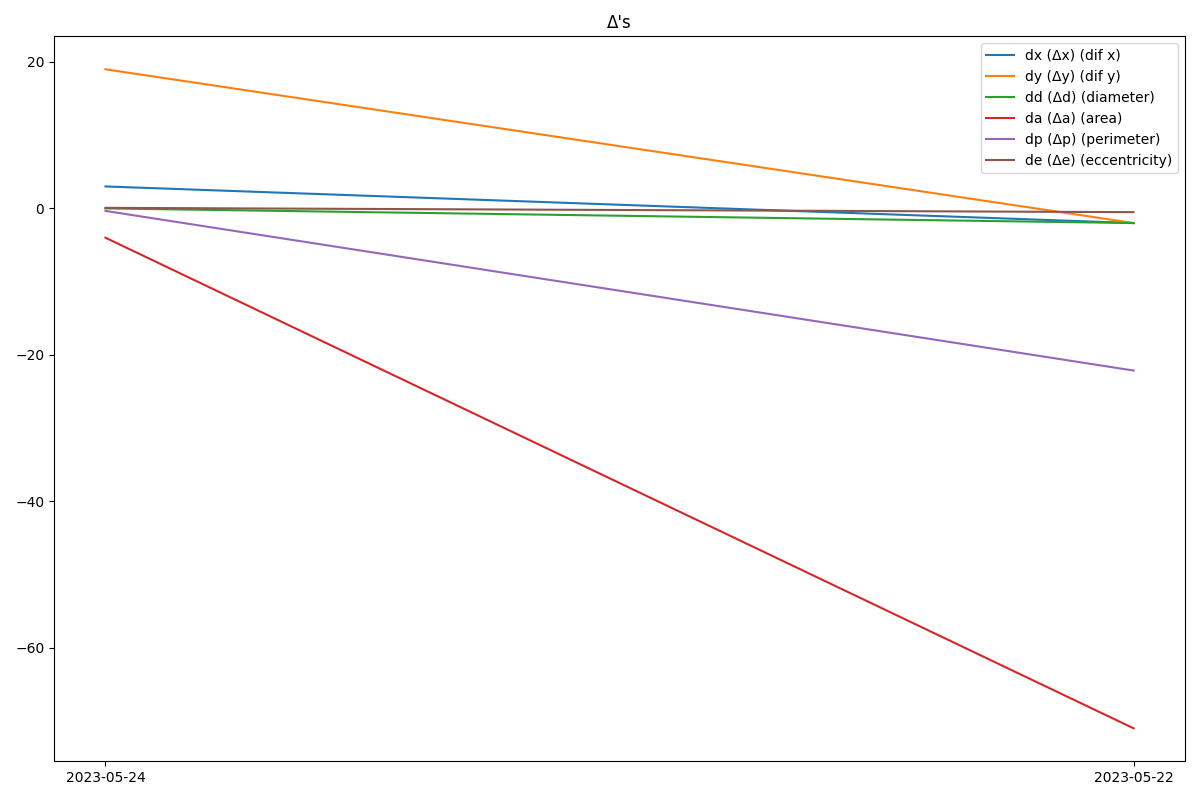 Δ's
20
0
−20
−40
−60
2023-05-24
2023-05-22
dx (Δx) (dif x)
dy (Δy) (dif y)
dd (Δd) (diameter)
da (Δa) (area)
dp (Δp) (perimeter)
de (Δe) (eccentricity)